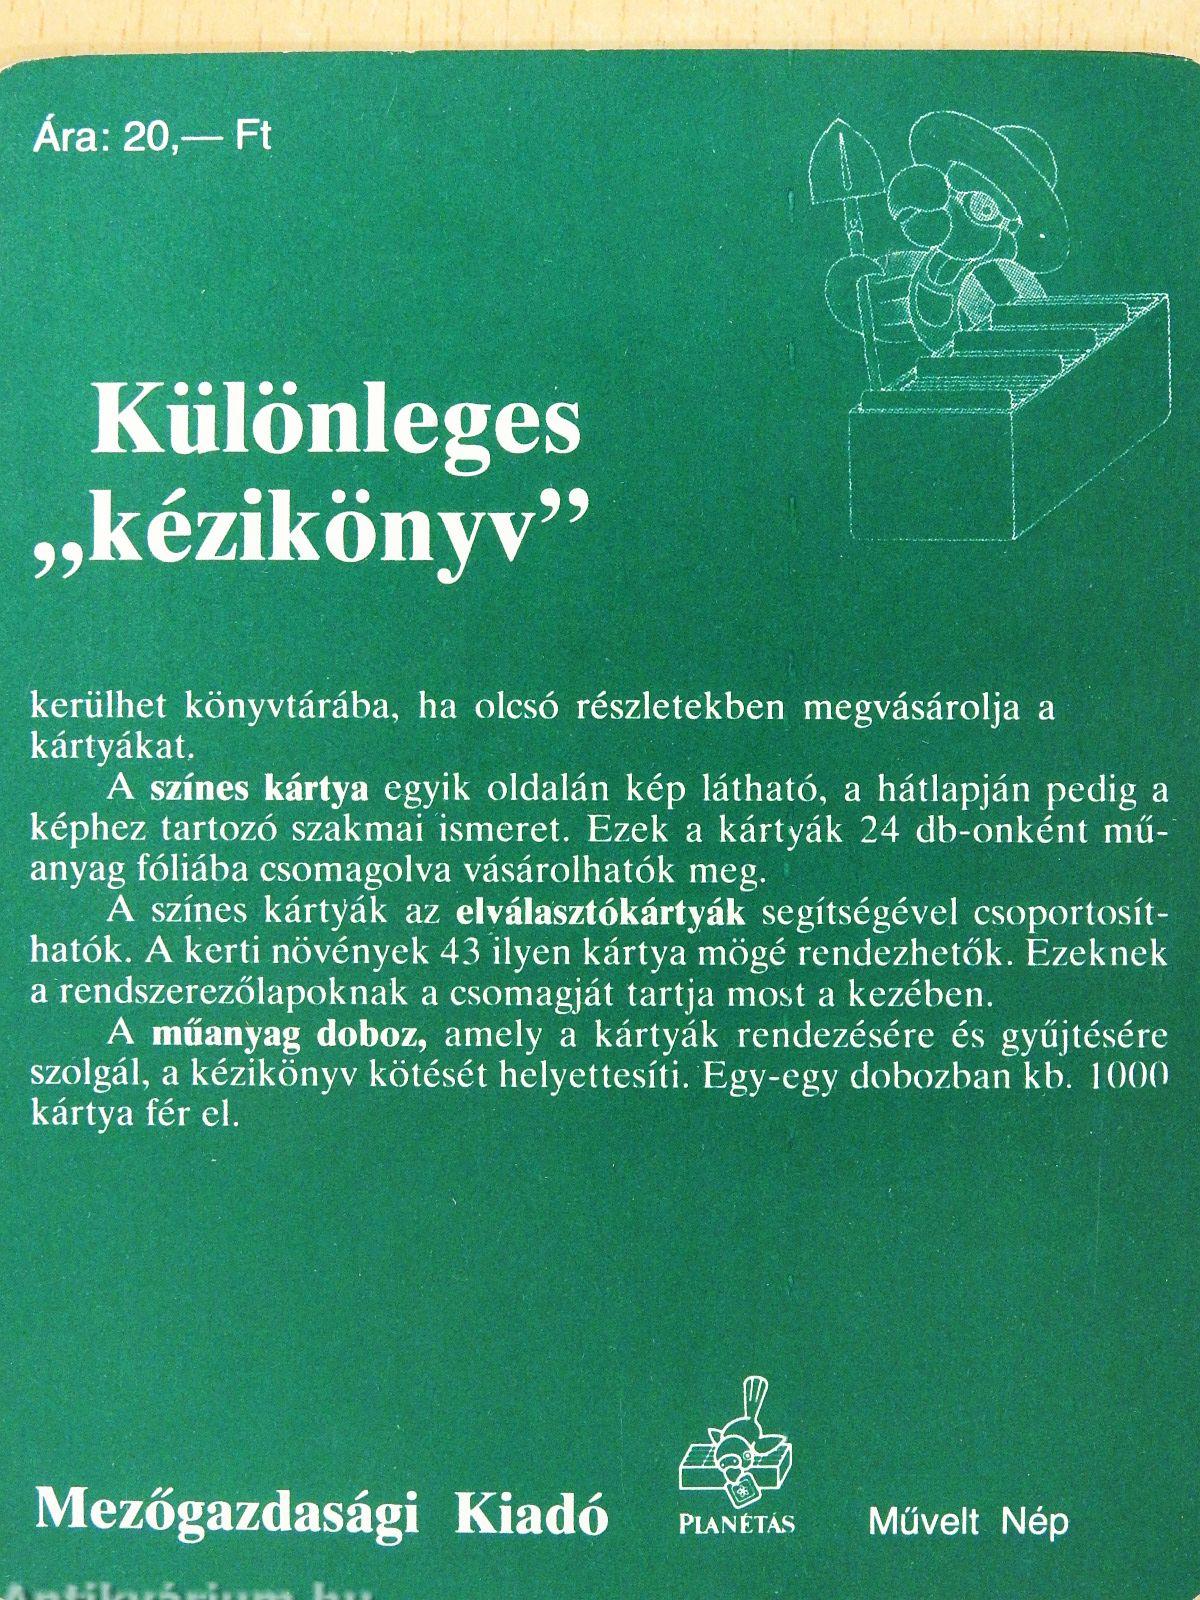 Ára: 20,— Ft
Különleges
„kézikönyv”
kerülhet könyvtárába, ha olcsó részletekben megvásárolja a
kártyákat.
A színes kártya egyik oldalán kép látható, a hátlapján pedig a
képhez tartozó szakmai ismeret. Ezek a kártyák 24 db-onként mű-
anyag fóliába csomagolva vásárolhatók meg.
A színes kártyák az elválasztókártyák segítségével csoportosít-
hatók. A kerti növények 43 ilyen kártya mögé rendezhetők. Ezeknek
a rendszerezőlapoknak a csomagját tartja most a kezében.
A műanyag doboz, amely a kártyák rendezésére és gyűjtésére
szolgál, a kézikönyv kötését helyettesíti. Egy-egy dobozban kb. 1000
kártya fér el.
Mezőgazdasági Kiadó
PLANÉTÁS
Művelt Nép
Antikvárium.hu